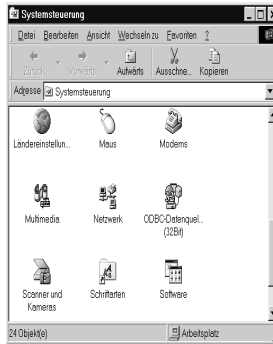 Systemsteuerung
Datei Bearbeiten Ansicht Wechseln zu Favoriten ?
Zurück Vorwärts Aufwärts Ausschne... Kopieren
Adresse Systemsteuerung
Ländereinstellun... Maus Modems
Multimedia Netzwerk ODBC-Datenquel...
(32Bit)
Scanner und Schriftarten Software
Kameras
24 Objekt(e) Arbeitsplatz